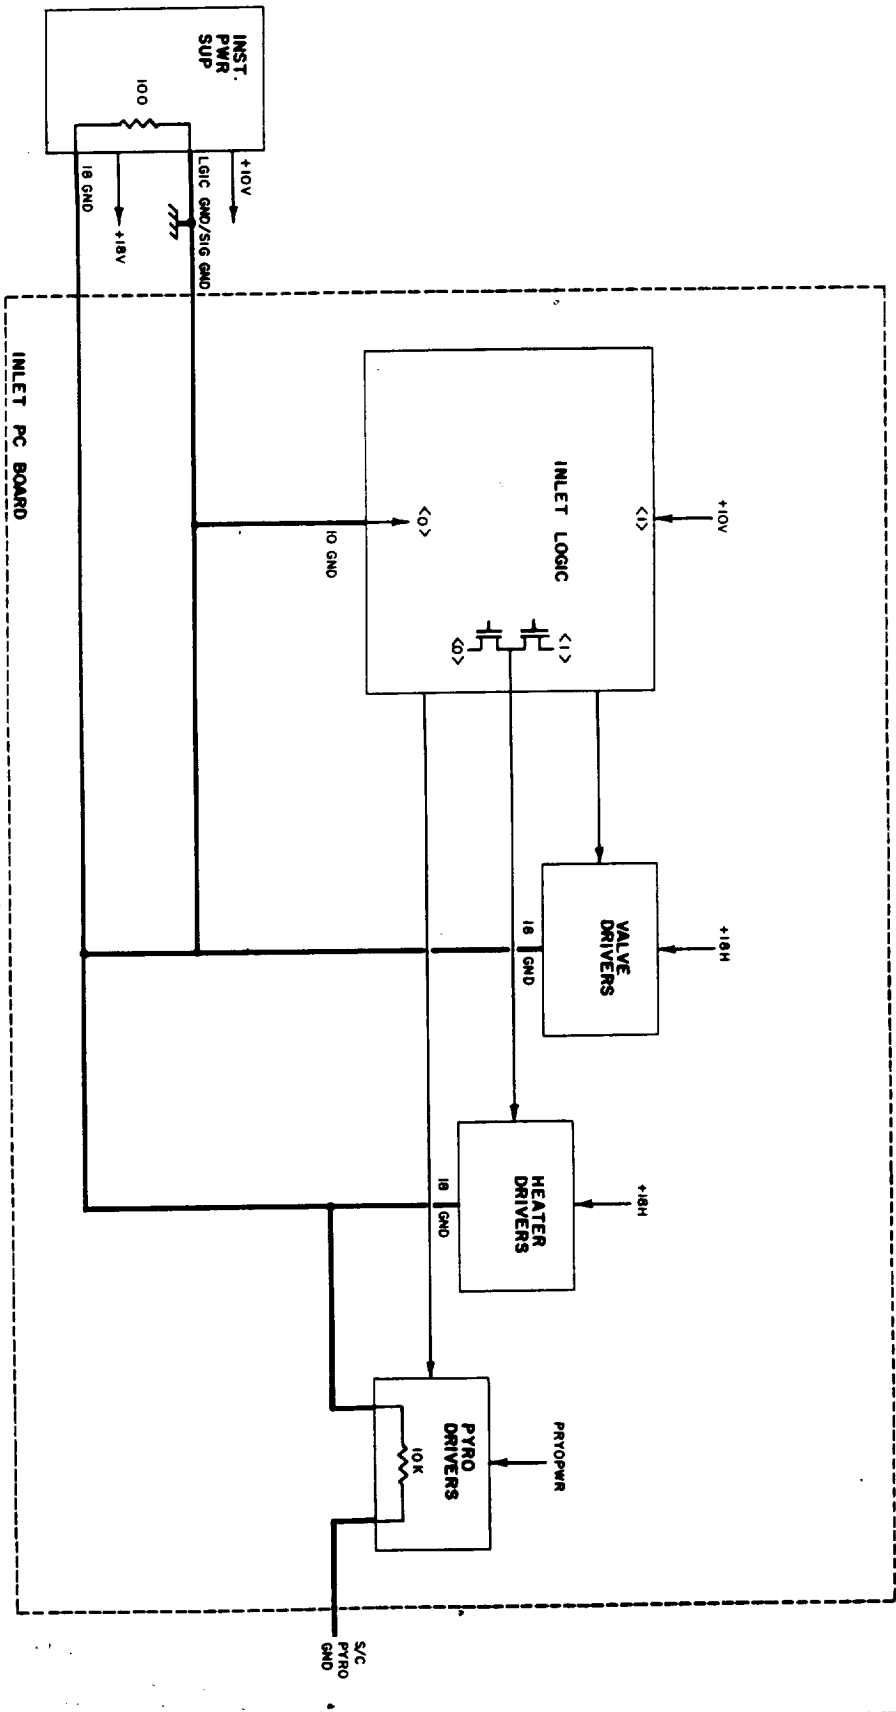 INST.
PWR
SUP
100
+10V
LGIC GND/SIG GND
+18V
18 GND
INLET PC BOARD
+10V
<1>
INLET LOGIC
<0>
10 GND
<1>
<0>
+18H
VALVE
DRIVERS
18 GND
+18H
HEATER
DRIVERS
18 GND
PRYOPWR
PYRO
DRIVERS
10K
S/C
PYRO
GND